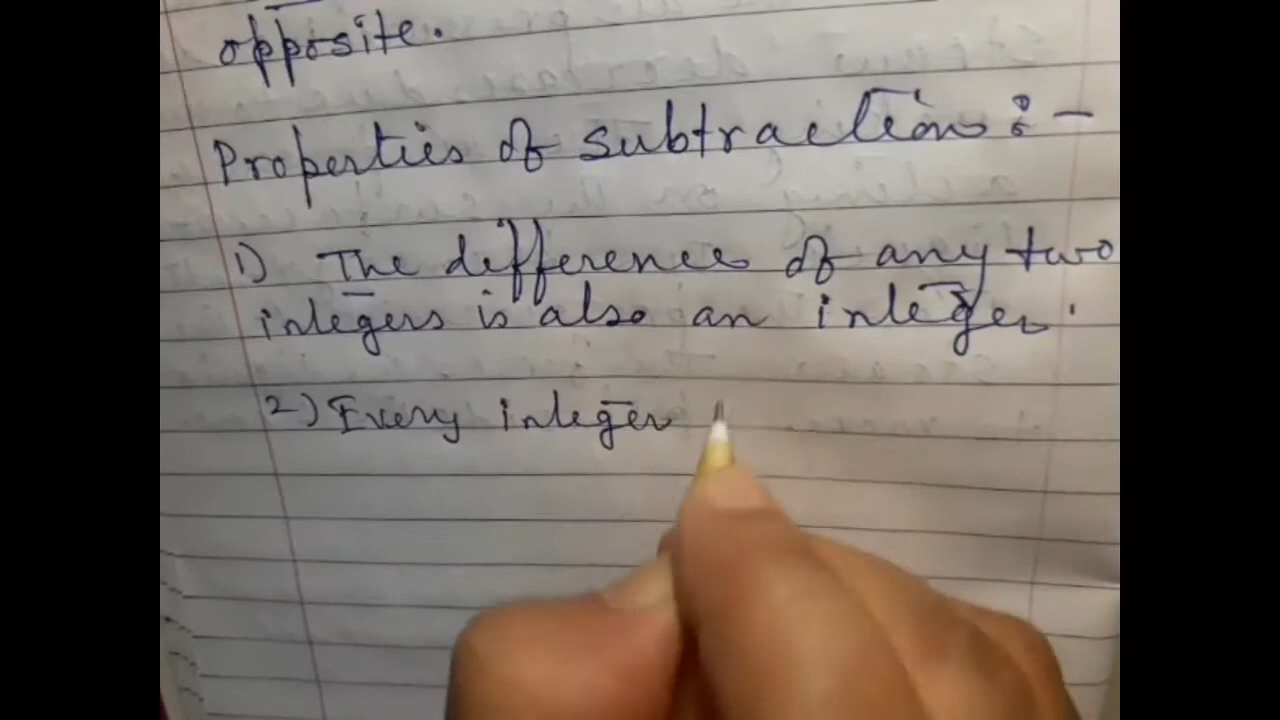 opposite.
Properties of subtraction :-
1) The difference of any two
integers is also an integer.
2) Every integer